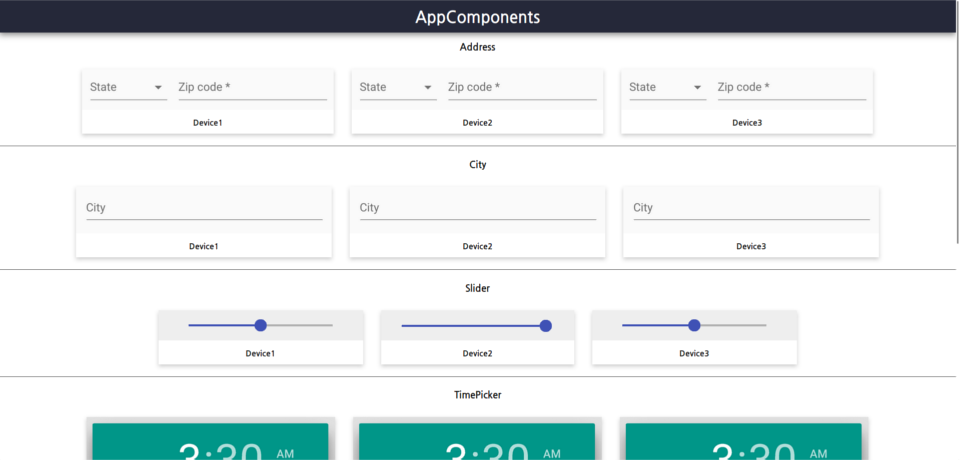 AppComponents
Address
State Zip code * State Zip code * State Zip code *
Device1 Device2 Device3
City
City City City
Device1 Device2 Device3
Slider
Device1 Device2 Device3
TimePicker
3:30 AM 3:30 AM 3:30 AM